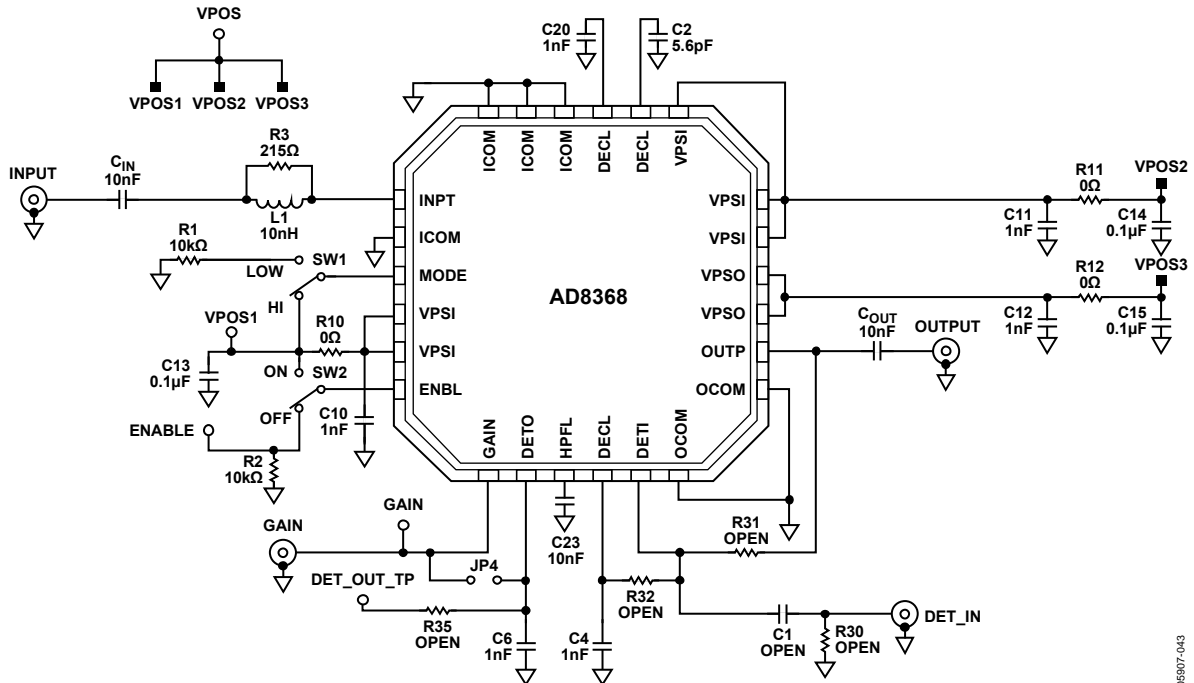 VPOS
VPOS1 VPOS2 VPOS3
C20
1nF
C2
5.6pF
ICOM
ICOM
ICOM
DECL
DECL
VPSI
R3
215Ω
INPUT
CIN
10nF
L1
10nH
INPT
ICOM
MODE
VPSI
VPSI
ENBL
AD8368
VPSI
VPSI
VPSO
VPSO
OUTP
OCOM
R11
0Ω
VPOS2
C11
1nF
C14
0.1µF
R12
0Ω
VPOS3
C12
1nF
C15
0.1µF
COUT
10nF
OUTPUT
R1
10kΩ
LOW
SW1
HI
VPOS1
R10
0Ω
C13
0.1µF
ON
SW2
OFF
C10
1nF
ENABLE
R2
10kΩ
GAIN
DETO
HPFL
DECL
DETI
OCOM
GAIN
GAIN
C23
10nF
JP4
DET_OUT_TP
R35
OPEN
C6
1nF
C4
1nF
R31
OPEN
R32
OPEN
C1
OPEN
R30
OPEN
DET_IN
05907-043